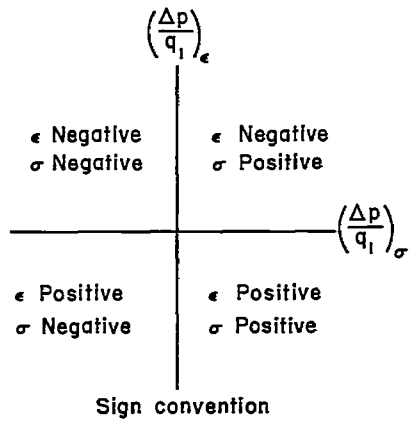 (Δp/q₁)ϵ
ϵ Negative ϵ Negative
σ Negative σ Positive
(Δp/q₁)σ
ϵ Positive ϵ Positive
σ Negative σ Positive
Sign convention